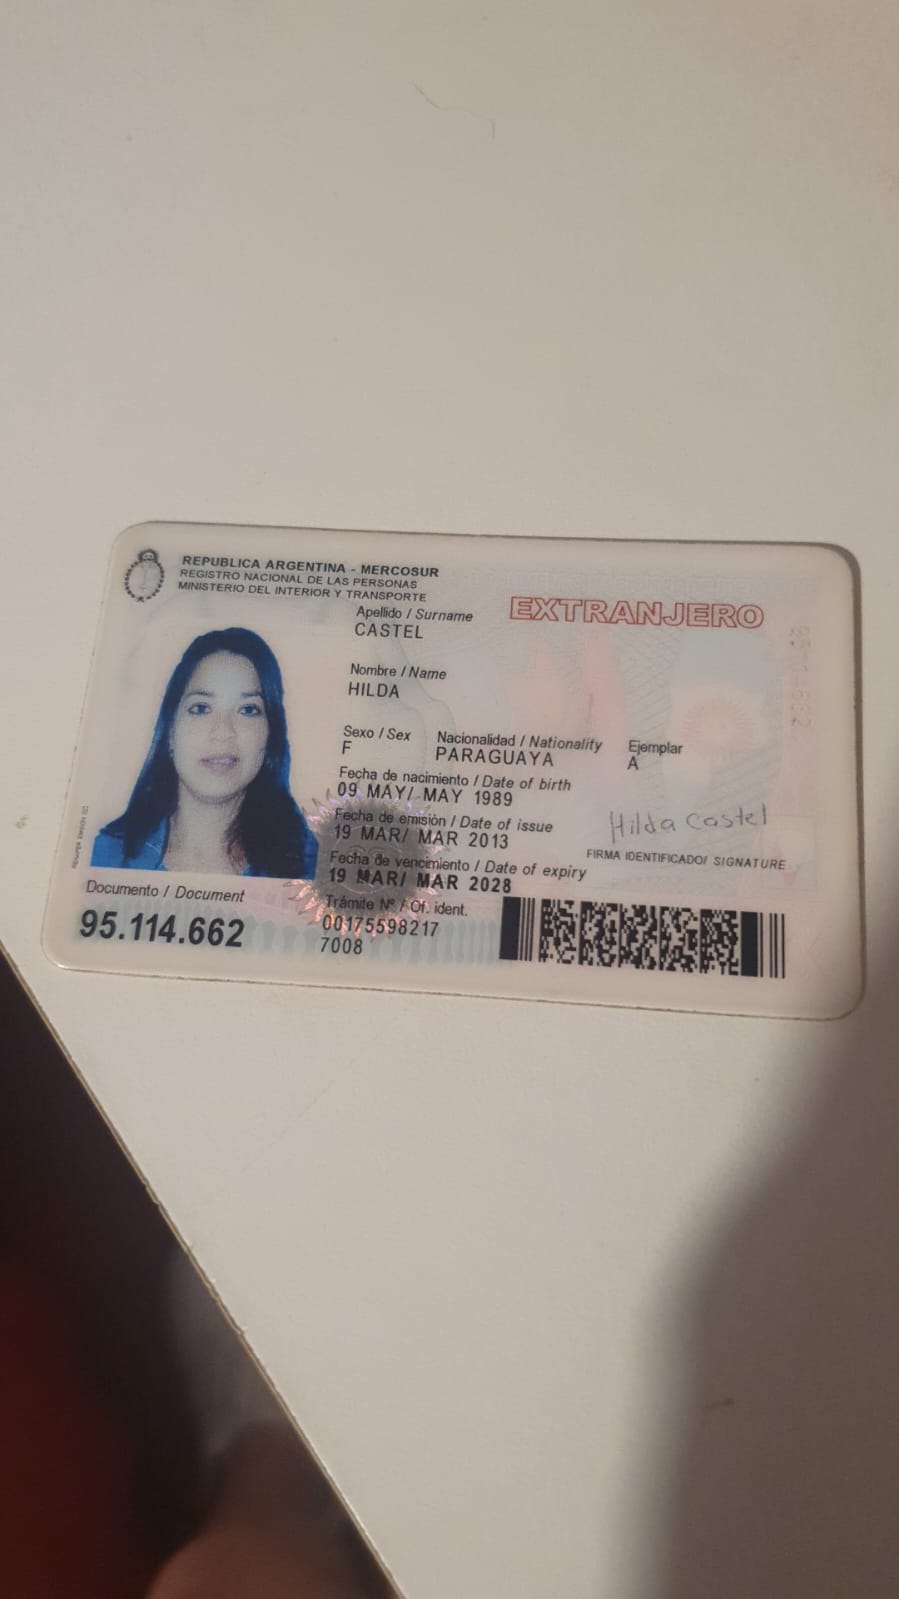 REPUBLICA ARGENTINA - MERCOSUR
REGISTRO NACIONAL DE LAS PERSONAS
MINISTERIO DEL INTERIOR Y TRANSPORTE
EXTRANJERO
Apellido / Surname
CASTEL
Nombre / Name
HILDA
Sexo / Sex Nacionalidad / Nationality Ejemplar
F PARAGUAYA A
Fecha de nacimiento / Date of birth
09 MAY/ MAY 1989
Fecha de emisión / Date of issue
19 MAR/ MAR 2013
Hilda Castel
FIRMA IDENTIFICADO/ SIGNATURE
Fecha de vencimiento / Date of expiry
19 MAR/ MAR 2028
Documento / Document
95.114.662
Trámite Nº / Of. ident.
00175598217
7008